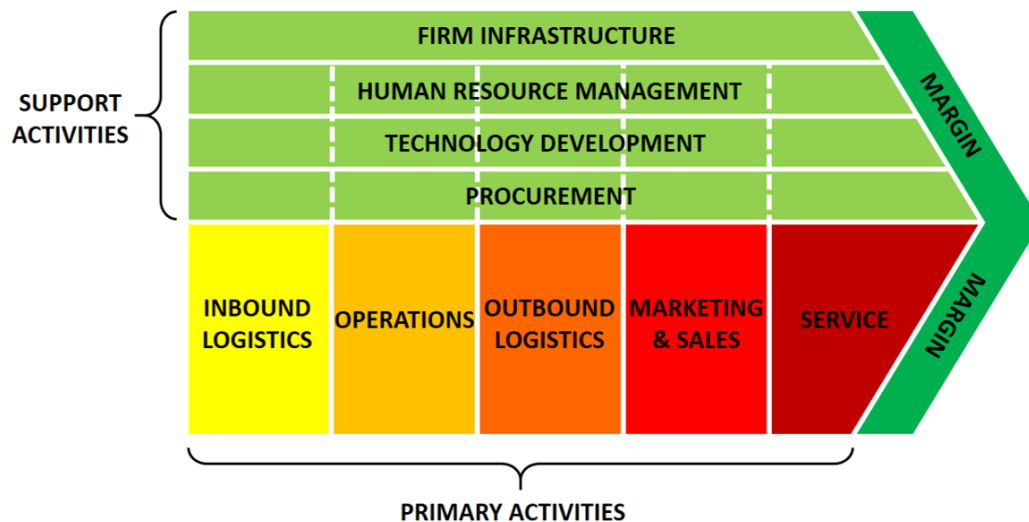 FIRM INFRASTRUCTURE
HUMAN RESOURCE MANAGEMENT
TECHNOLOGY DEVELOPMENT
PROCUREMENT
SUPPORT
ACTIVITIES
MARGIN
MARGIN
INBOUND
LOGISTICS
OPERATIONS
OUTBOUND
LOGISTICS
MARKETING
& SALES
SERVICE
PRIMARY ACTIVITIES